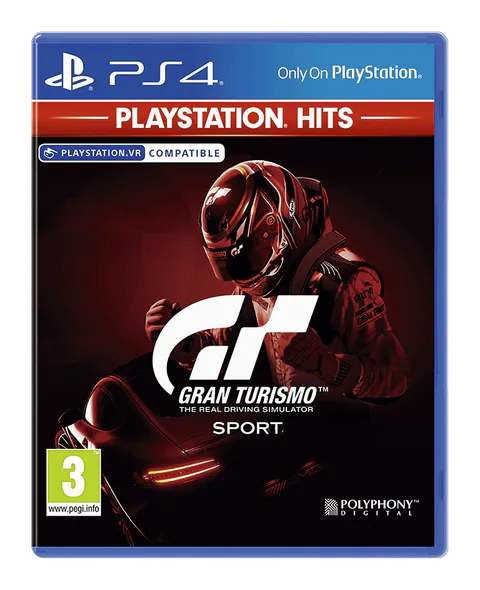 PS4
Only On PlayStation®
PLAYSTATION® HITS
PLAYSTATION®VR COMPATIBLE
GT
GRAN TURISMO™
THE REAL DRIVING SIMULATOR
SPORT
3
www.pegi.info
POLYPHONY™
DIGITAL